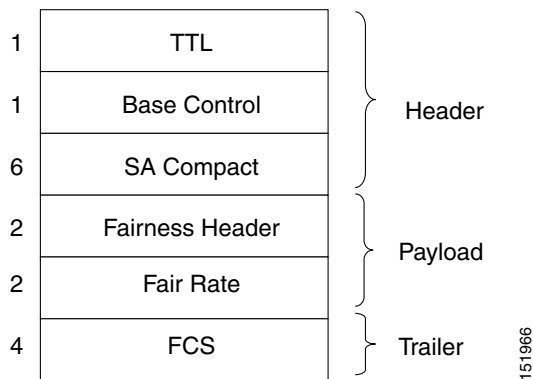 1 TTL
1 Base Control
6 SA Compact
Header
2 Fairness Header
2 Fair Rate
Payload
4 FCS
Trailer
151966